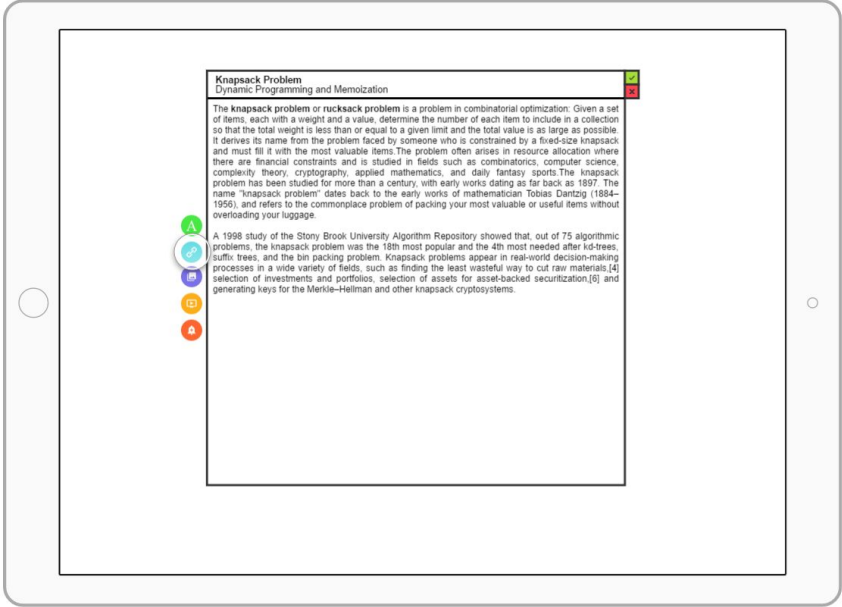 Knapsack Problem
Dynamic Programming and Memoization
The knapsack problem or rucksack problem is a problem in combinatorial optimization: Given a set
of items, each with a weight and a value, determine the number of each item to include in a collection
so that the total weight is less than or equal to a given limit and the total value is as large as possible.
It derives its name from the problem faced by someone who is constrained by a fixed-size knapsack
and must fill it with the most valuable items.The problem often arises in resource allocation where
there are financial constraints and is studied in fields such as combinatorics, computer science,
complexity theory, cryptography, applied mathematics, and daily fantasy sports.The knapsack
problem has been studied for more than a century, with early works dating as far back as 1897. The
name "knapsack problem" dates back to the early works of mathematician Tobias Dantzig (1884–
1956), and refers to the commonplace problem of packing your most valuable or useful items without
overloading your luggage.
A
A 1998 study of the Stony Brook University Algorithm Repository showed that, out of 75 algorithmic
problems, the knapsack problem was the 18th most popular and the 4th most needed after kd-trees,
suffix trees, and the bin packing problem. Knapsack problems appear in real-world decision-making
processes in a wide variety of fields, such as finding the least wasteful way to cut raw materials,[4]
selection of investments and portfolios, selection of assets for asset-backed securitization,[6] and
generating keys for the Merkle–Hellman and other knapsack cryptosystems.